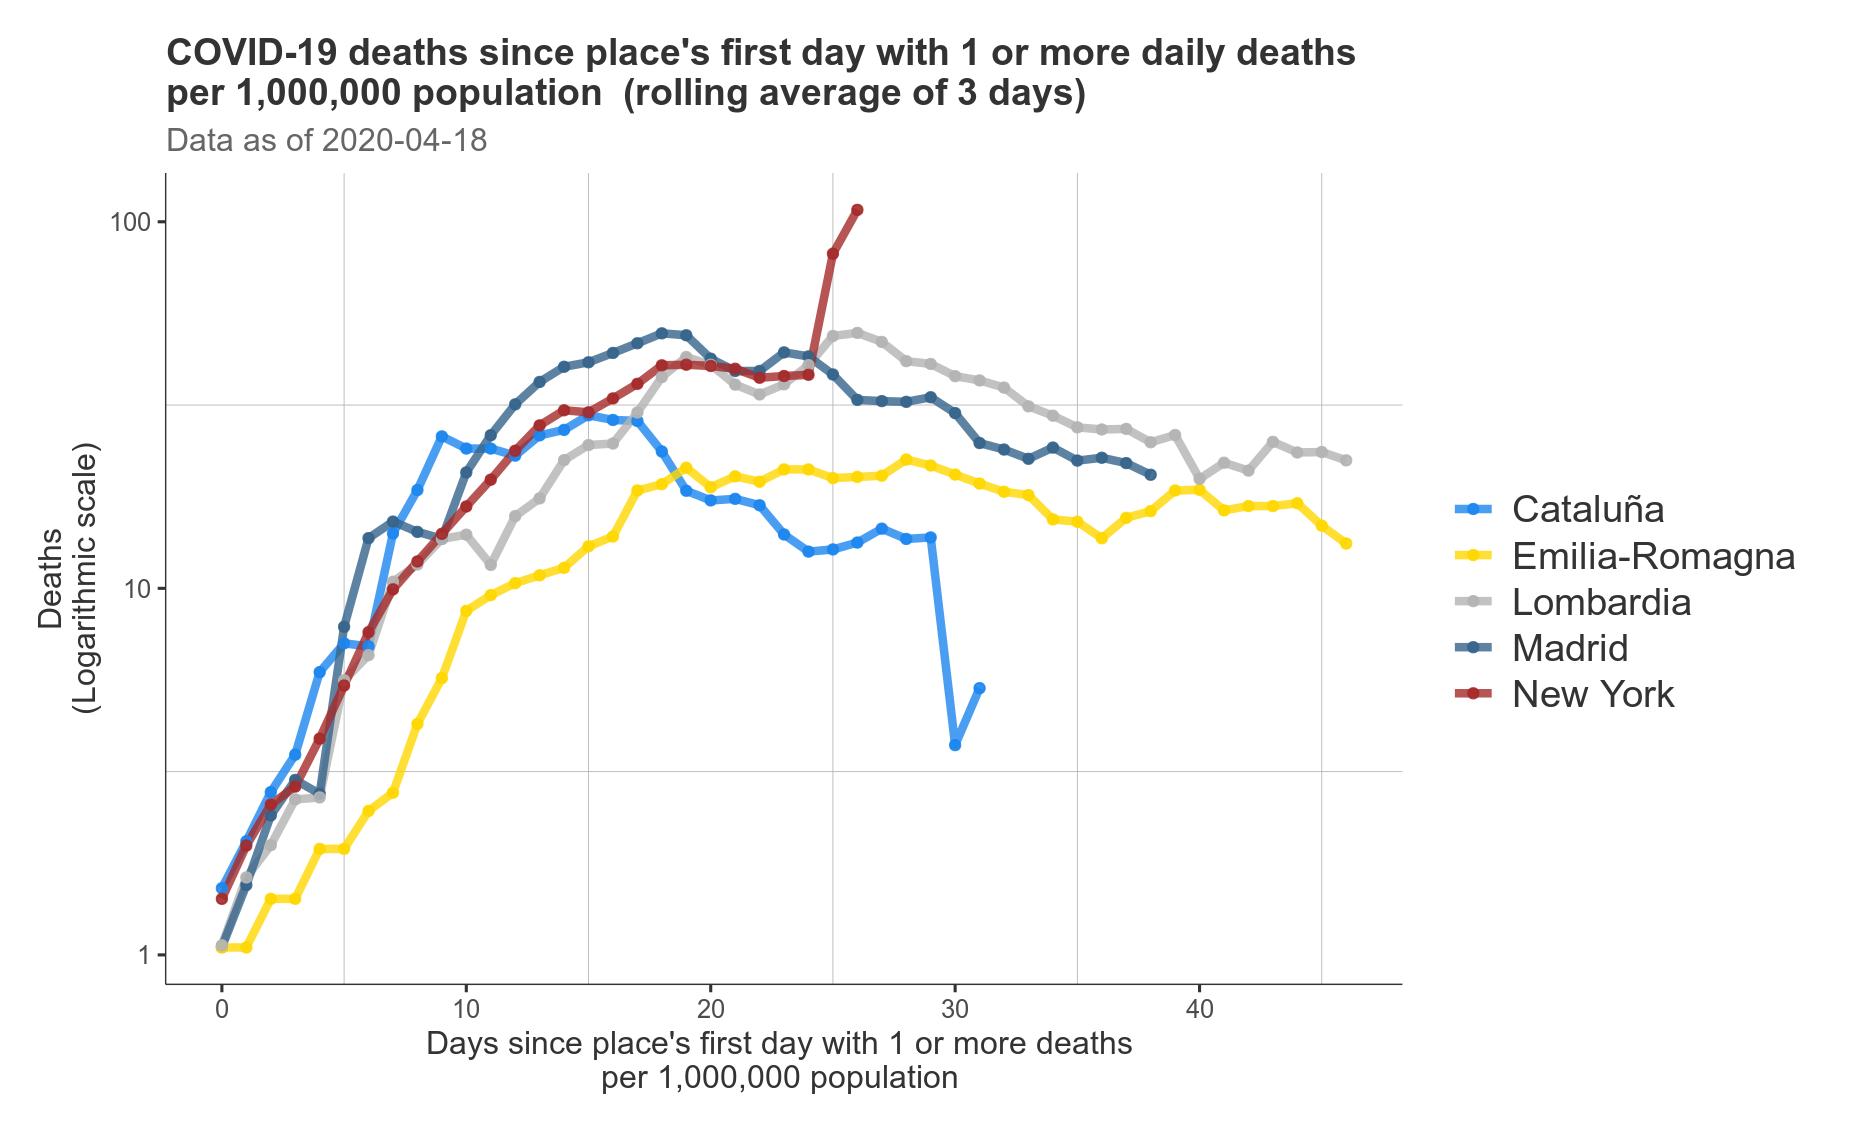 COVID-19 deaths since place's first day with 1 or more daily deaths
per 1,000,000 population  (rolling average of 3 days)
Data as of 2020-04-18
Deaths
(Logarithmic scale)
100
10
1
0
10
20
30
40
Days since place's first day with 1 or more deaths
per 1,000,000 population
Cataluña
Emilia-Romagna
Lombardia
Madrid
New York